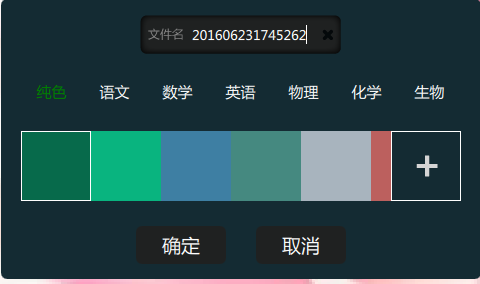 文件名 201606231745262 ✖
纯色 语文 数学 英语 物理 化学 生物
+
确定 取消